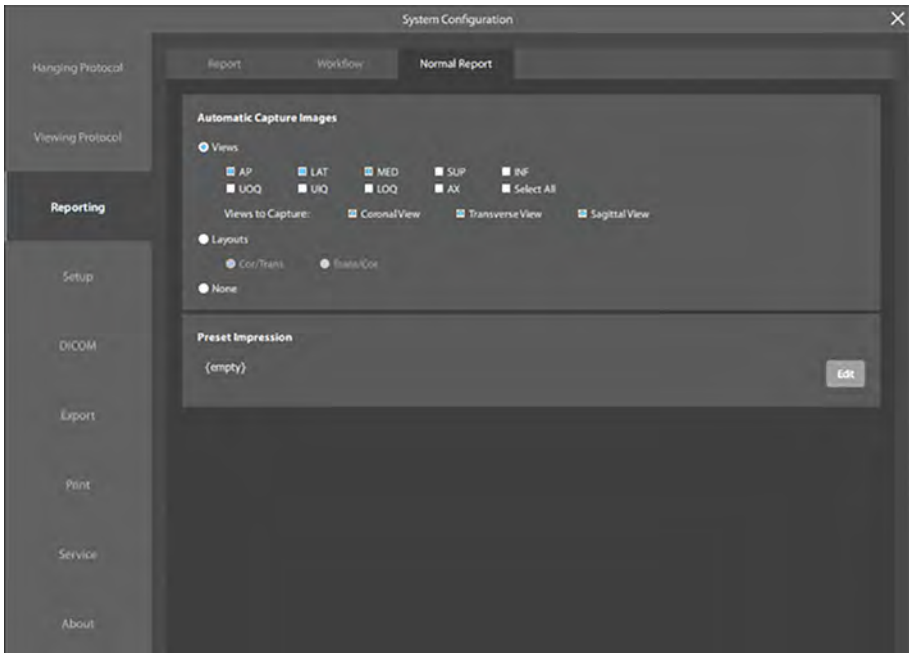 System Configuration
Hanging Protocol
Viewing Protocol
Reporting
Setup
DICOM
Export
Print
Service
About
Report Workflow Normal Report
Automatic Capture Images
Views
AP LAT MED SUP INF
UOQ UIQ LOQ AX Select All
Views to Capture: Coronal View Transverse View Sagittal View
Layouts
Cor/Trans Trans/Cor
None
Preset Impression
{empty}
Edit